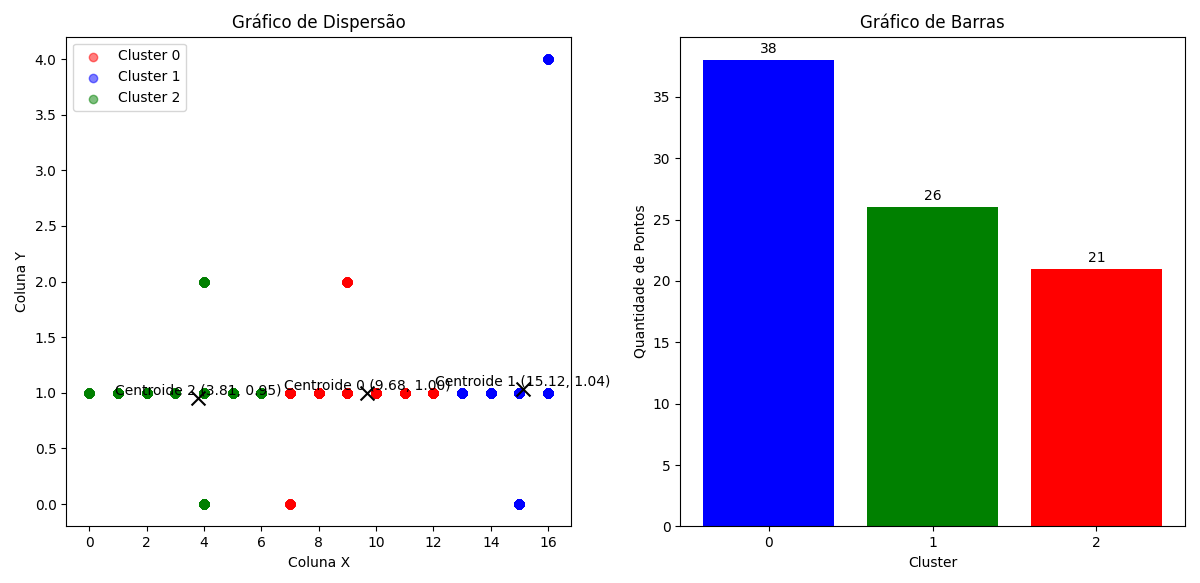 Gráfico de Dispersão
Cluster 0
Cluster 1
Cluster 2
Coluna Y
4.0
3.5
3.0
2.5
2.0
1.5
1.0
0.5
0.0
Centroide 2 (3.81, 0.95)
Centroide 0 (9.68, 1.00)
Centroide 1 (15.12, 1.04)
0 2 4 6 8 10 12 14 16
Coluna X
Gráfico de Barras
Quantidade de Pontos
35
30
25
20
15
10
5
0
38
26
21
0 1 2
Cluster